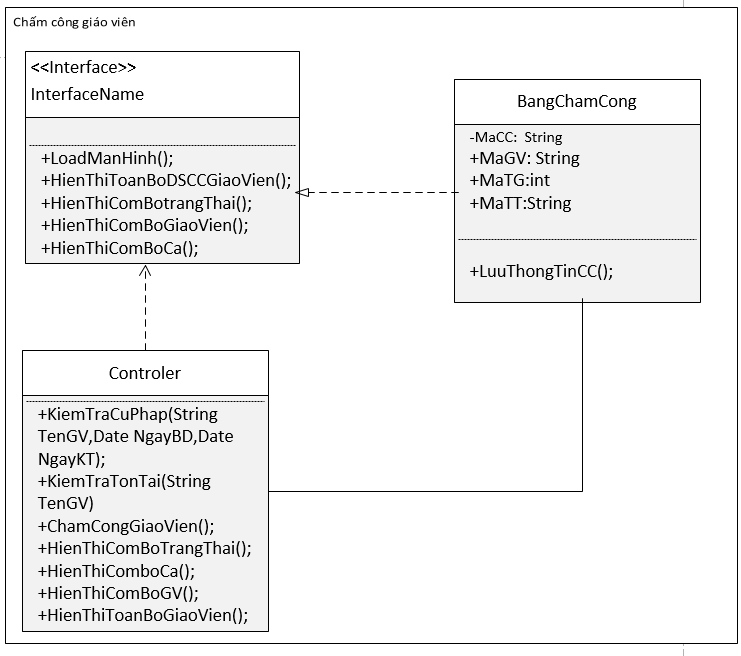 Chấm công giáo viên
<<Interface>>
InterfaceName
+LoadManHinh();
+HienThiToanBoDSCCGiaoVien();
+HienThiComBotrangThai();
+HienThiComBoGiaoVien();
+HienThiComBoCa();
BangChamCong
-MaCC: String
+MaGV: String
+MaTG:int
+MaTT:String
+LuuThongTinCC();
Controler
+KiemTraCuPhap(String
TenGV,Date NgayBD,Date
NgayKT);
+KiemTraTonTai(String
TenGV)
+ChamCongGiaoVien();
+HienThiComBoTrangThai();
+HienThiComboCa();
+HienThiComBoGV();
+HienThiToanBoGiaoVien();